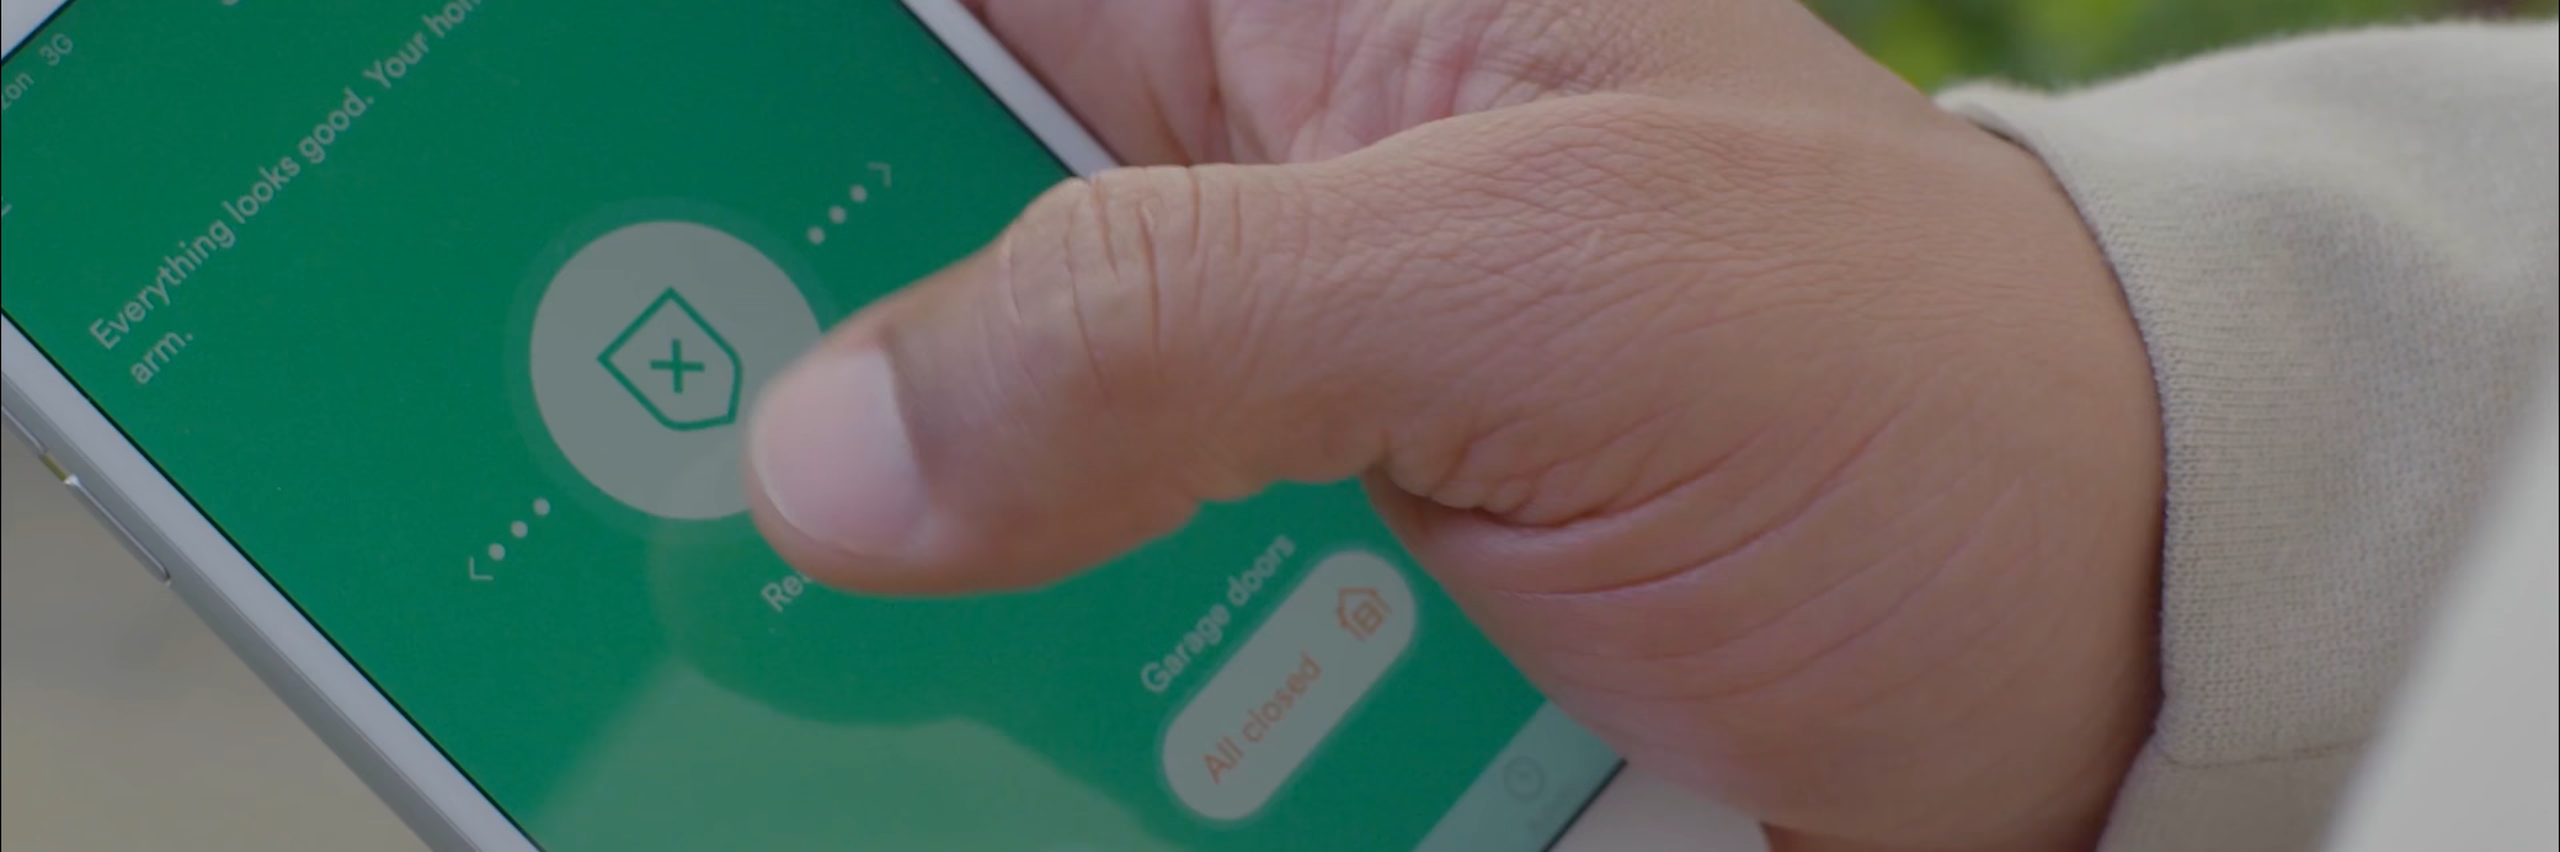 3G
Everything looks good. Your
arm.
Garage doors
All closed